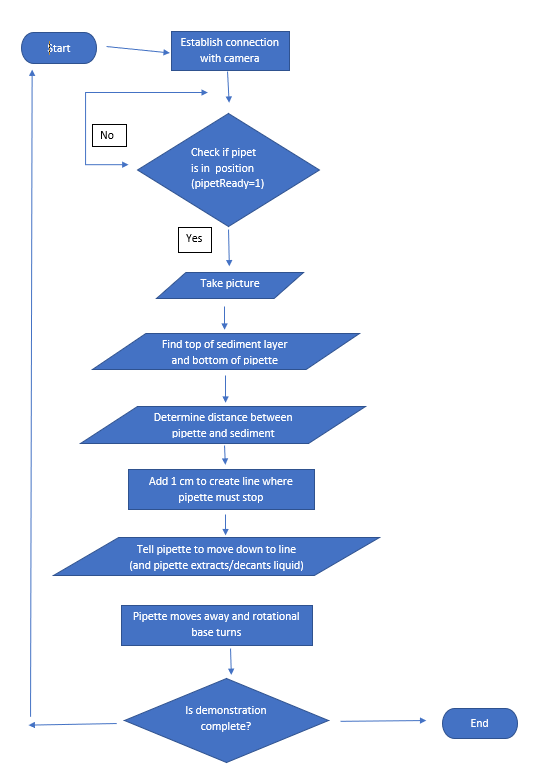 Start
Establish connection
with camera
No
Check if pipet
is in  position
(pipetReady=1)
Yes
Take picture
Find top of sediment layer
and bottom of pipette
Determine distance between
pipette and sediment
Add 1 cm to create line where
pipette must stop
Tell pipette to move down to line
(and pipette extracts/decants liquid)
Pipette moves away and rotational
base turns
Is demonstration
complete?
End